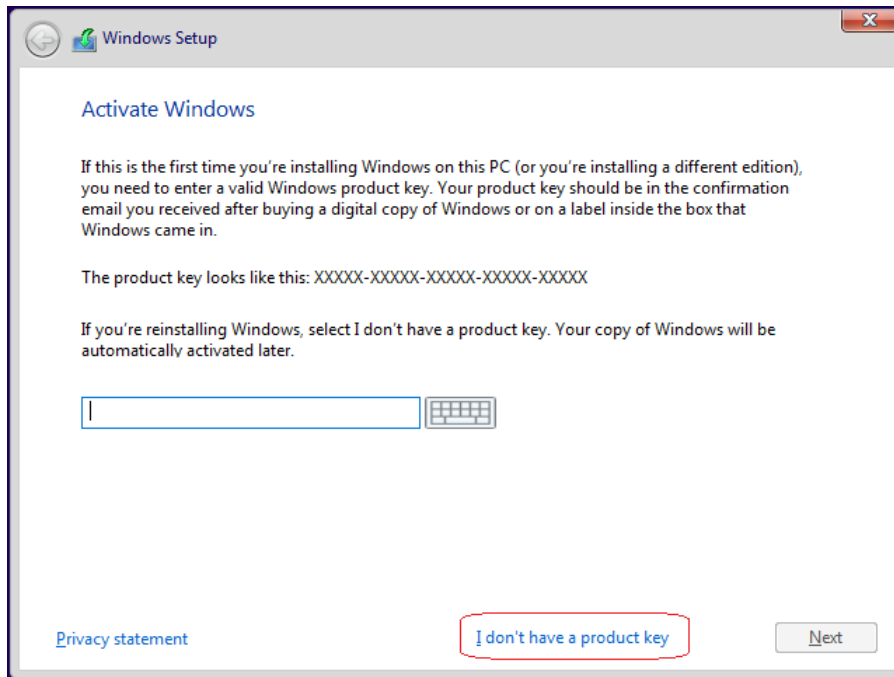 Windows Setup
Activate Windows
If this is the first time you're installing Windows on this PC (or you're installing a different edition),
you need to enter a valid Windows product key. Your product key should be in the confirmation
email you received after buying a digital copy of Windows or on a label inside the box that
Windows came in.
The product key looks like this: XXXXX-XXXXX-XXXXX-XXXXX-XXXXX
If you're reinstalling Windows, select I don't have a product key. Your copy of Windows will be
automatically activated later.
Privacy statement
I don't have a product key
Next